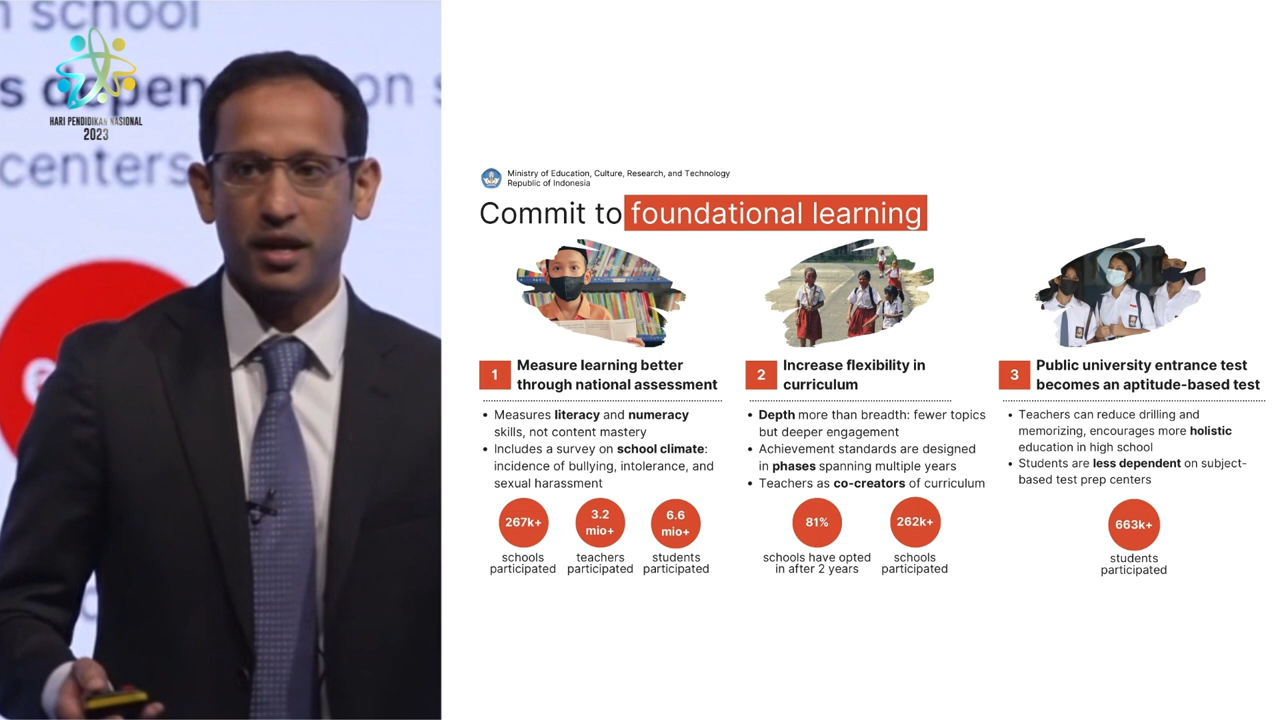 n school
s depen on s
centers
e
HARI PENDIDIKAN NASIONAL
2023
Ministry of Education, Culture, Research, and Technology
Republic of Indonesia
Commit to foundational learning
1
Measure learning better
through national assessment
• Measures literacy and numeracy
skills, not content mastery
• Includes a survey on school climate:
incidence of bullying, intolerance, and
sexual harassment
267k+
schools
participated
3.2
mio+
teachers
participated
6.6
mio+
students
participated
2
Increase flexibility in
curriculum
• Depth more than breadth: fewer topics
but deeper engagement
• Achievement standards are designed
in phases spanning multiple years
• Teachers as co-creators of curriculum
81%
schools have opted
in after 2 years
262k+
schools
participated
3
Public university entrance test
becomes an aptitude-based test
• Teachers can reduce drilling and
memorizing, encourages more holistic
education in high school
• Students are less dependent on subject-
based test prep centers
663k+
students
participated